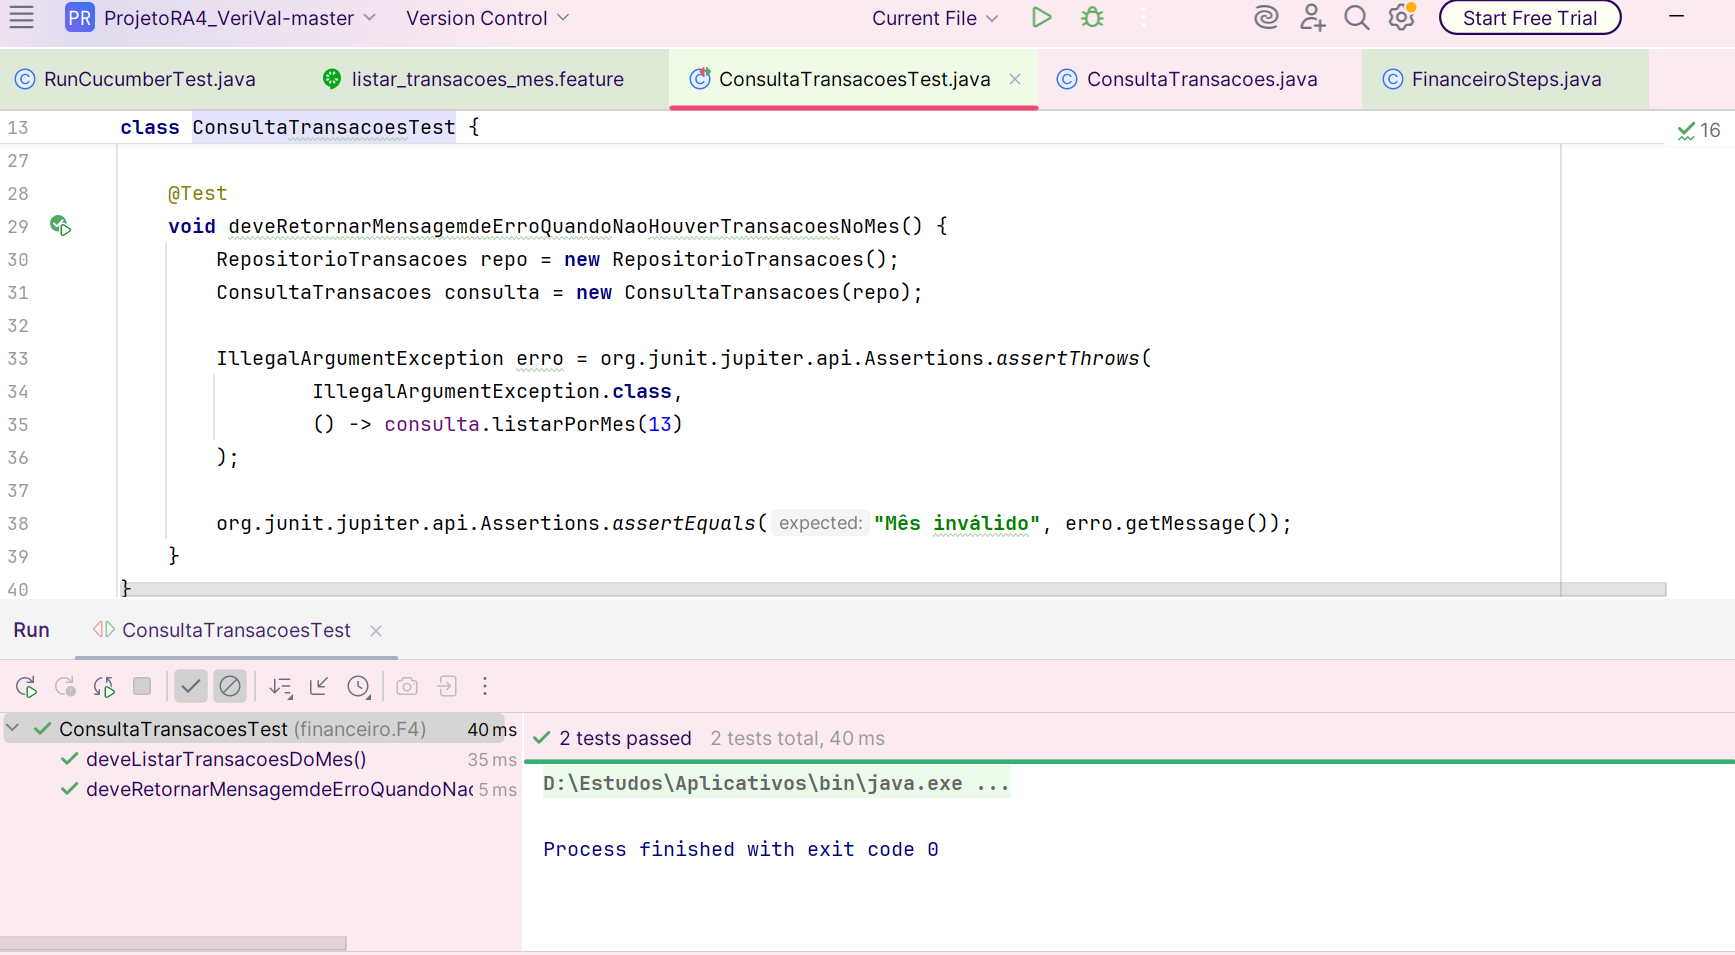 PR ProjetoRA4_VeriVal-master Version Control Current File Start Free Trial
RunCucumberTest.java listar_transacoes_mes.feature ConsultaTransacoesTest.java ConsultaTransacoes.java FinanceiroSteps.java
13 class ConsultaTransacoesTest { 16
27
28 @Test
29 void deveRetornarMensagemdeErroQuandoNaoHouverTransacoesNoMes() {
30 RepositorioTransacoes repo = new RepositorioTransacoes();
31 ConsultaTransacoes consulta = new ConsultaTransacoes(repo);
32
33 IllegalArgumentException erro = org.junit.jupiter.api.Assertions.assertThrows(
34 IllegalArgumentException.class,
35 () -> consulta.listarPorMes(13)
36 );
37
38 org.junit.jupiter.api.Assertions.assertEquals( expected: "Mês inválido", erro.getMessage());
39 }
40 }
Run ConsultaTransacoesTest
ConsultaTransacoesTest (financeiro.F4) 40 ms
deveListarTransacoesDoMes() 35 ms
deveRetornarMensagemdeErroQuandoNac 5 ms
2 tests passed 2 tests total, 40 ms
D:\Estudos\Aplicativos\bin\java.exe ...
Process finished with exit code 0